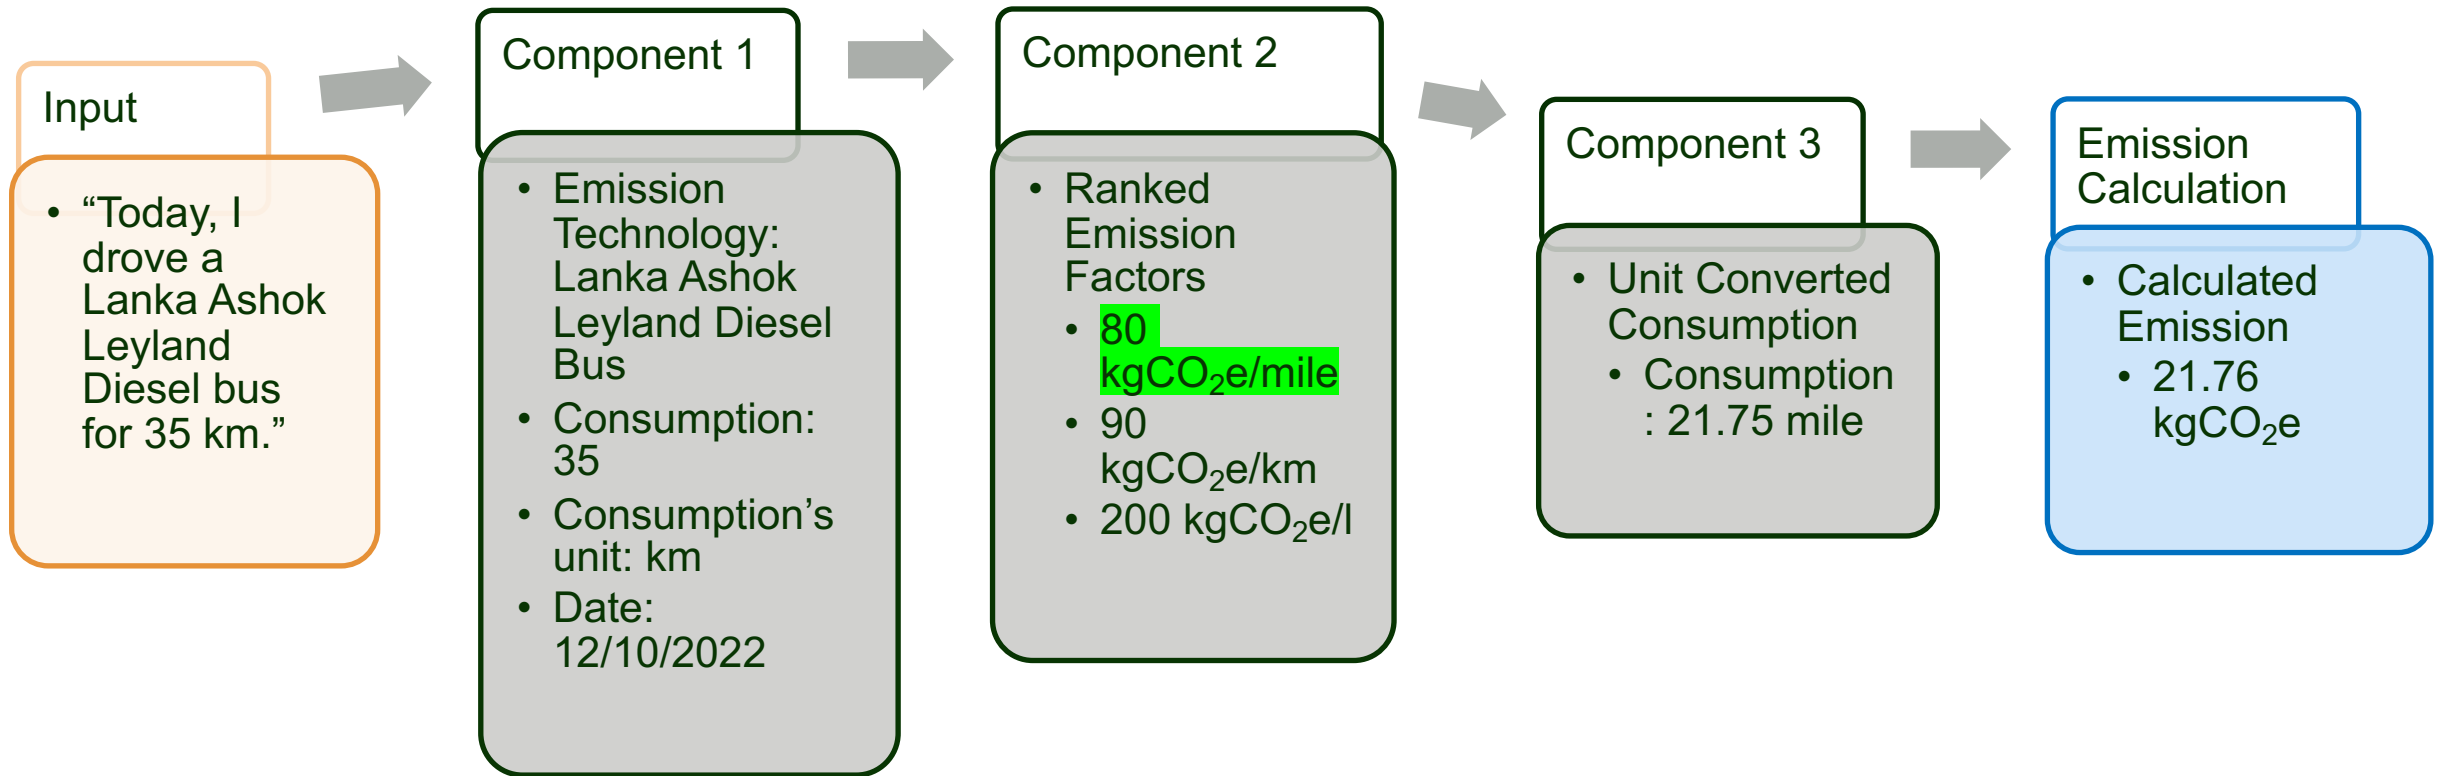 Input
• “Today, I
drove a
Lanka Ashok
Leyland
Diesel bus
for 35 km.”
Component 1
• Emission
Technology:
Lanka Ashok
Leyland Diesel
Bus
• Consumption:
35
• Consumption’s
unit: km
• Date:
12/10/2022
Component 2
• Ranked
Emission
Factors
• 80
kgCO₂e/mile
• 90
kgCO₂e/km
• 200 kgCO₂e/l
Component 3
• Unit Converted
Consumption
• Consumption
: 21.75 mile
Emission
Calculation
• Calculated
Emission
• 21.76
kgCO₂e